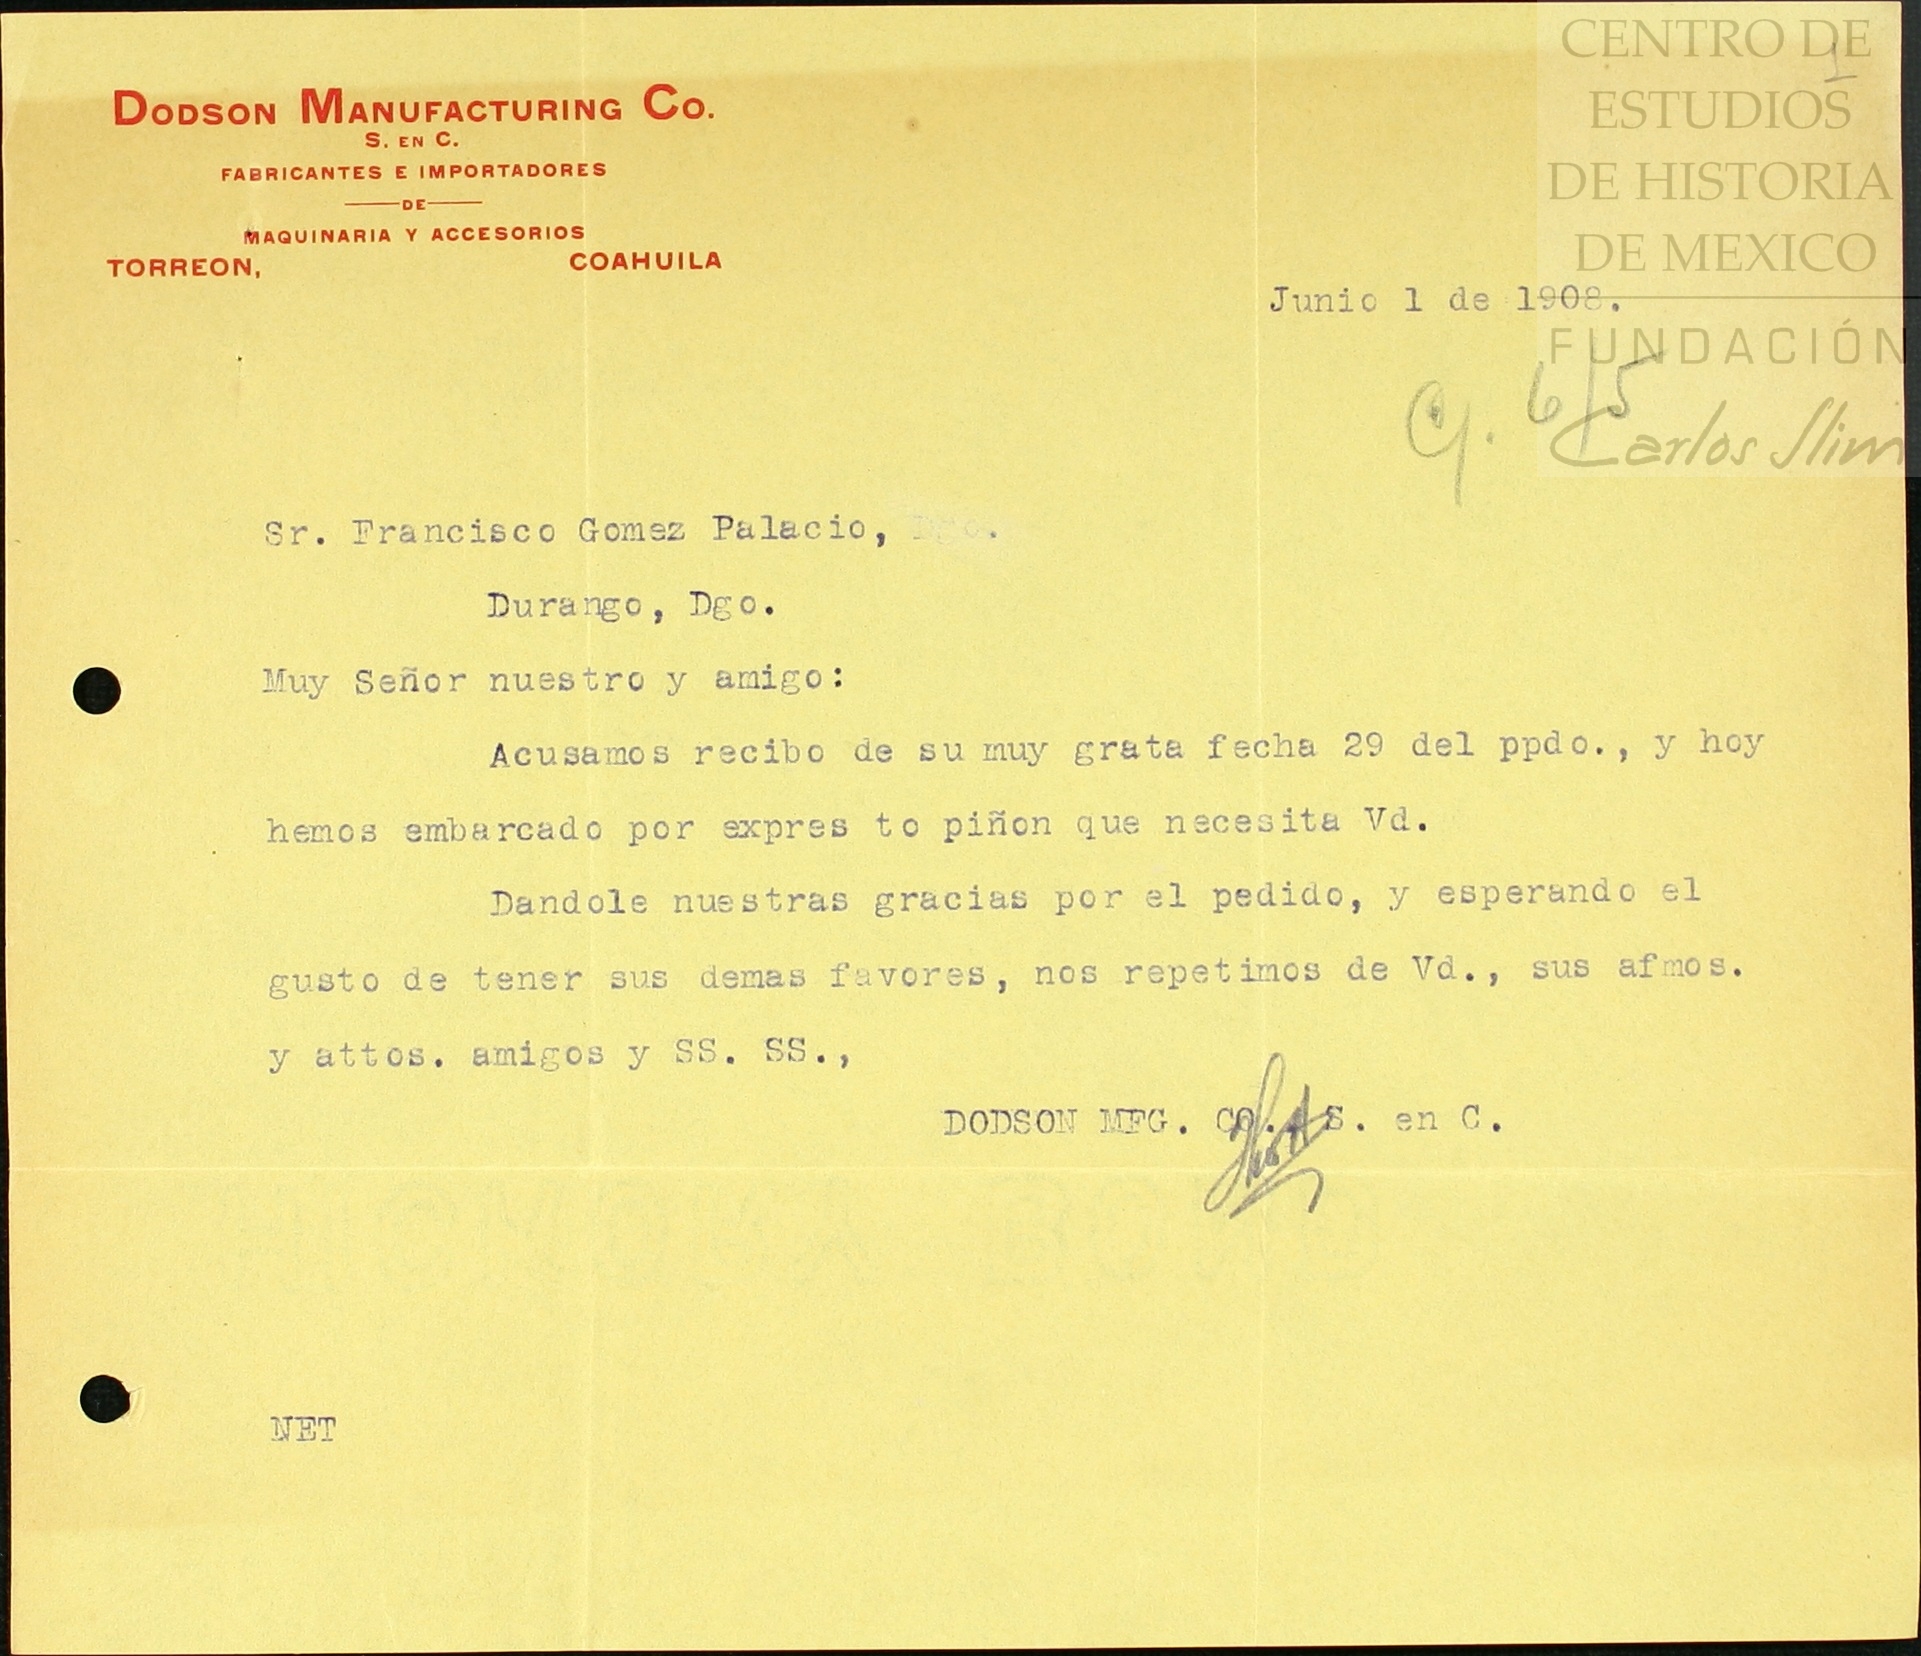 CENTRO DE
ESTUDIOS
DE HISTORIA
DE MEXICO
FUNDACIÓN
Carlos Slim
1
DODSON MANUFACTURING CO.
S. EN C.
FABRICANTES E IMPORTADORES
DE
MAQUINARIA Y ACCESORIOS
TORREON, COAHUILA
Junio 1 de 1908.
6/5
Sr. Francisco Gomez Palacio, Dgo.
Durango, Dgo.
Muy Señor nuestro y amigo:
Acusamos recibo de su muy grata fecha 29 del ppdo., y hoy
hemos embarcado por expres to piñon que necesita Vd.
Dandole nuestras gracias por el pedido, y esperando el
gusto de tener sus demas favores, nos repetimos de Vd., sus afmos.
y attos. amigos y SS. SS.,
DODSON MFG. CO., S. en C.
NET